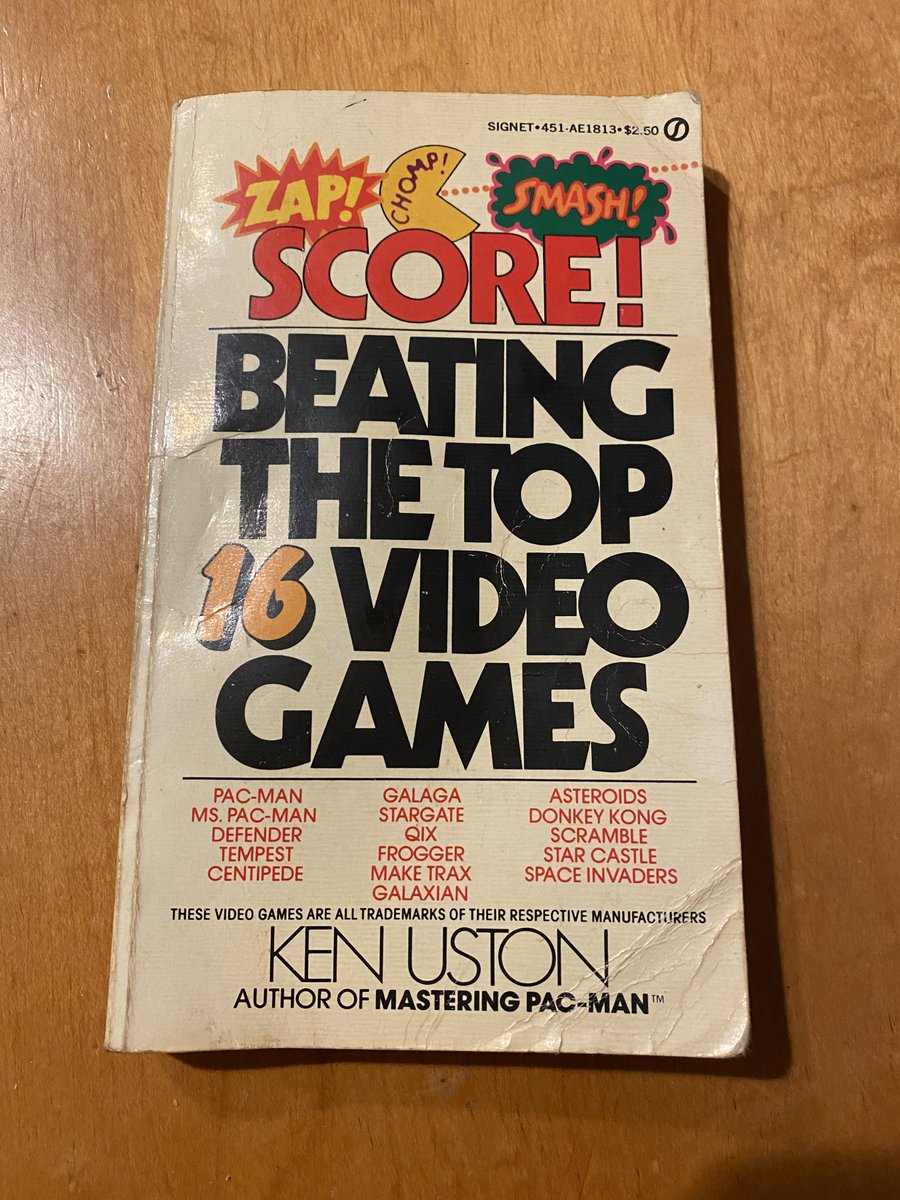 SIGNET•451-AE1813•$2.50
ZAP!
CHOMP!
SMASH!
SCORE!
BEATING
THE TOP
16 VIDEO
GAMES
PAC-MAN
MS. PAC-MAN
DEFENDER
TEMPEST
CENTIPEDE
GALAGA
STARGATE
QIX
FROGGER
MAKE TRAX
GALAXIAN
ASTEROIDS
DONKEY KONG
SCRAMBLE
STAR CASTLE
SPACE INVADERS
THESE VIDEO GAMES ARE ALL TRADEMARKS OF THEIR RESPECTIVE MANUFACTURERS
KEN USTON
AUTHOR OF MASTERING PAC-MAN™